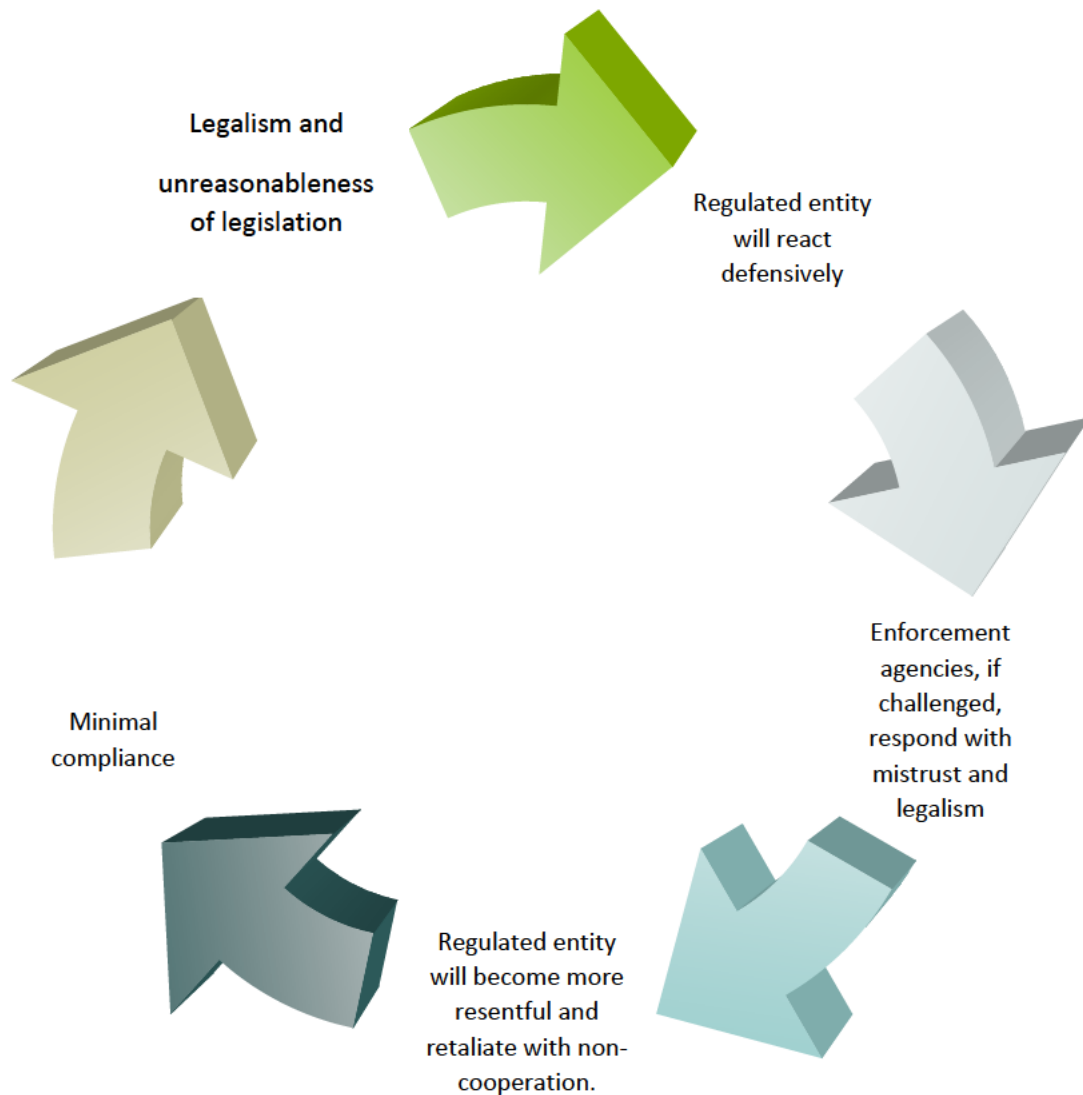 Legalism and
unreasonableness
of legislation
Regulated entity
will react
defensively
Enforcement
agencies, if
challenged,
respond with
mistrust and
legalism
Regulated entity
will become more
resentful and
retaliate with non-
cooperation.
Minimal
compliance